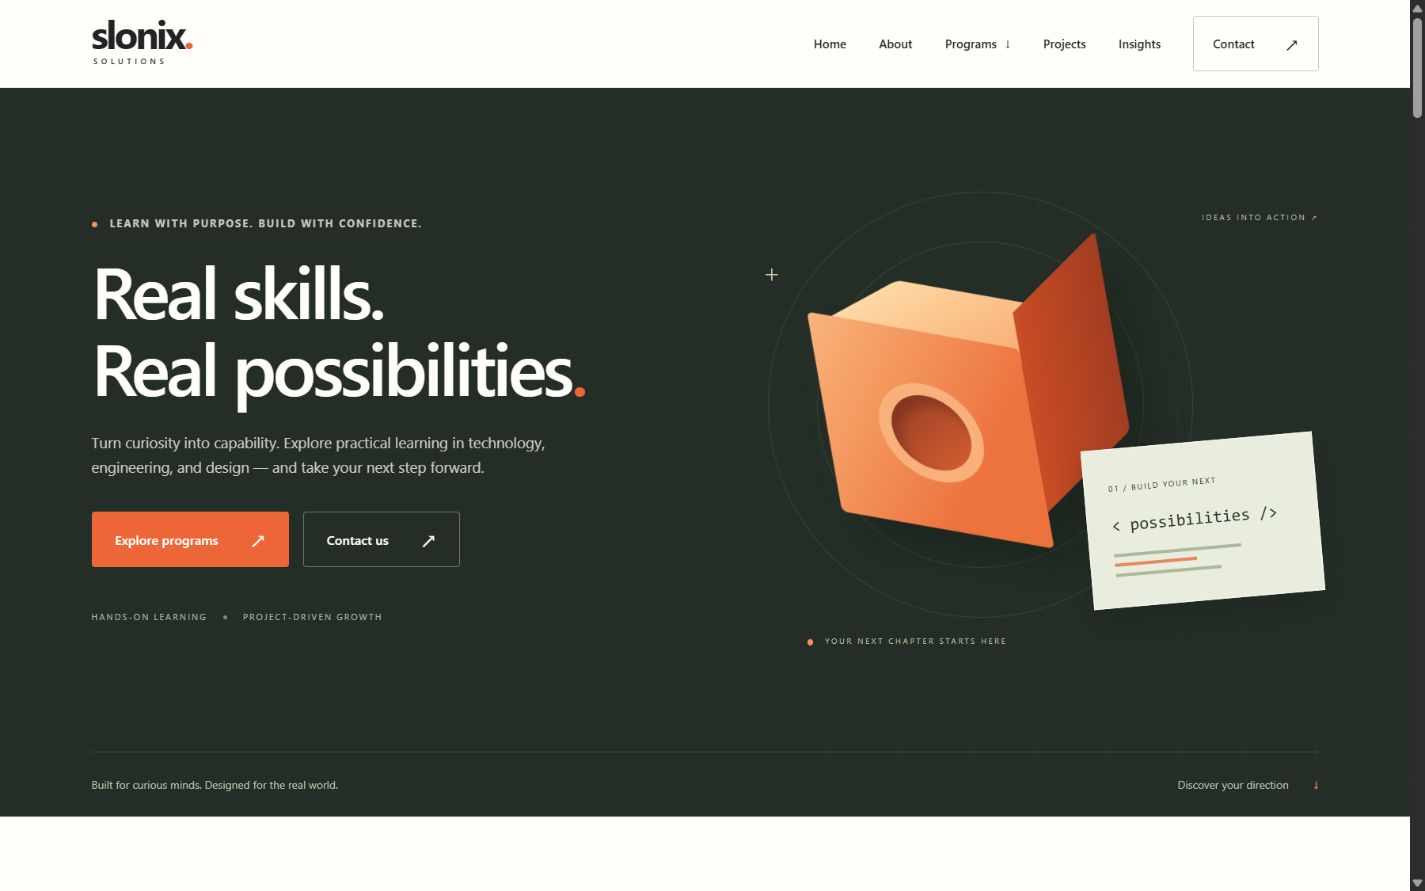 slonix.
SOLUTIONS
Home About Programs ↓ Projects Insights Contact ↗
LEARN WITH PURPOSE. BUILD WITH CONFIDENCE.
IDEAS INTO ACTION ↗
Real skills.
Real possibilities.
Turn curiosity into capability. Explore practical learning in technology,
engineering, and design — and take your next step forward.
Explore programs ↗ Contact us ↗
HANDS-ON LEARNING • PROJECT-DRIVEN GROWTH
01 / BUILD YOUR NEXT
< possibilities />
YOUR NEXT CHAPTER STARTS HERE
Built for curious minds. Designed for the real world.
Discover your direction ↓